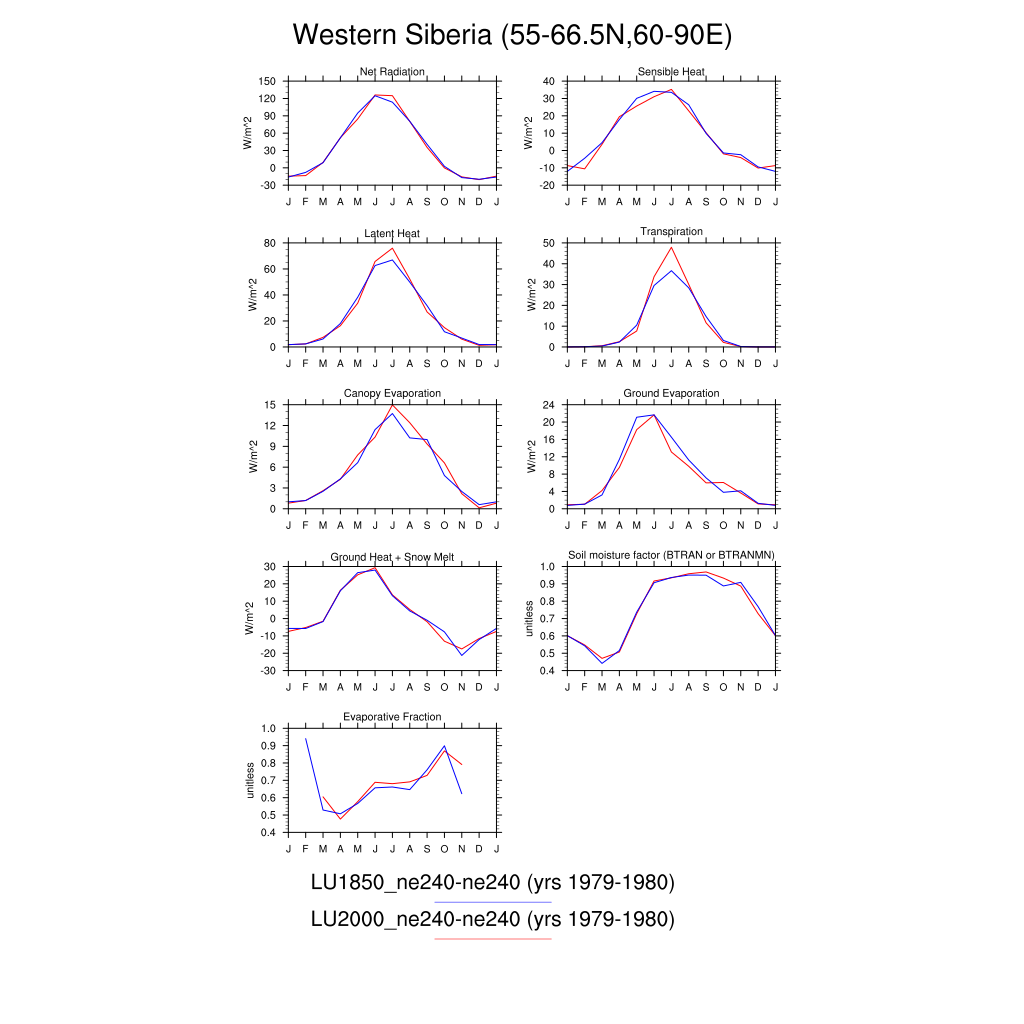 Western Siberia (55-66.5N,60-90E)
Net Radiation
W/m^2
150
120
90
60
30
0
-30
J F M A M J J A S O N D J
Sensible Heat
W/m^2
40
30
20
10
0
-10
-20
J F M A M J J A S O N D J
Latent Heat
W/m^2
80
60
40
20
0
J F M A M J J A S O N D J
Transpiration
W/m^2
50
40
30
20
10
0
J F M A M J J A S O N D J
Canopy Evaporation
W/m^2
15
12
9
6
3
0
J F M A M J J A S O N D J
Ground Evaporation
W/m^2
24
20
16
12
8
4
0
J F M A M J J A S O N D J
Ground Heat + Snow Melt
W/m^2
30
20
10
0
-10
-20
-30
J F M A M J J A S O N D J
Soil moisture factor (BTRAN or BTRANMN)
unitless
1.0
0.9
0.8
0.7
0.6
0.5
0.4
J F M A M J J A S O N D J
Evaporative Fraction
unitless
1.0
0.9
0.8
0.7
0.6
0.5
0.4
J F M A M J J A S O N D J
LU1850_ne240-ne240 (yrs 1979-1980)
LU2000_ne240-ne240 (yrs 1979-1980)